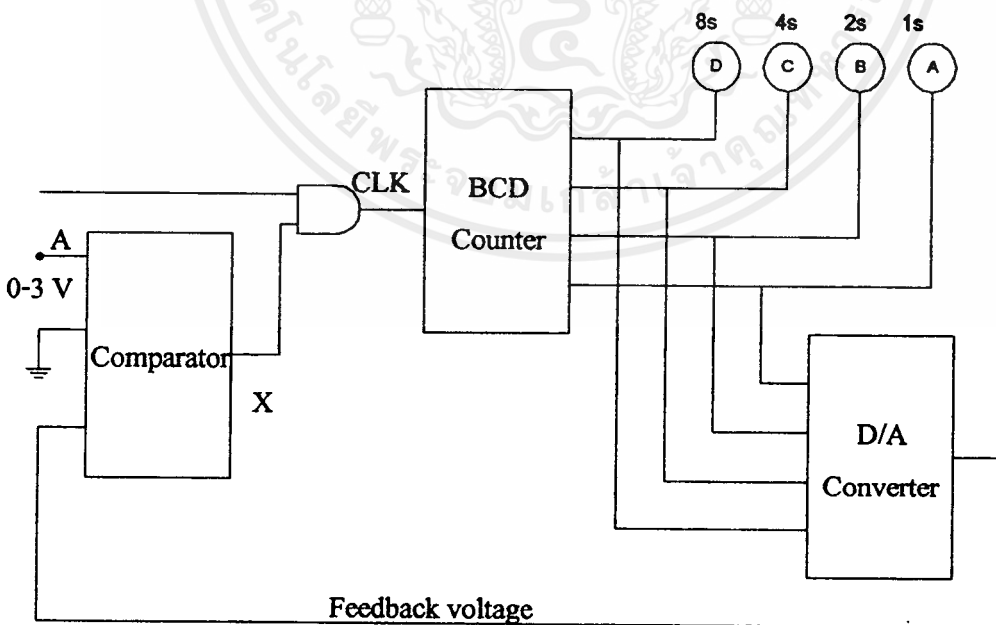 8s 4s 2s 1s
D C B A
CLK
BCD
Counter
A
0-3 V
Comparator
X
D/A
Converter
Feedback voltage